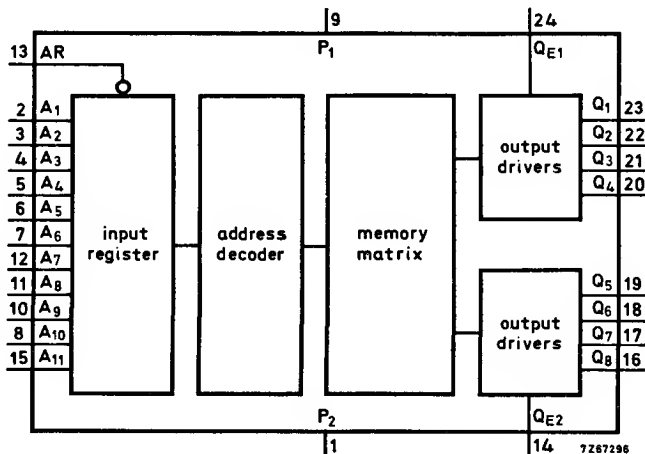 9 24
13 AR P1 QE1
2 A1 Q1 23
3 A2 Q2 22
4 A3 Q3 21
5 A4 Q4 20
6 A5
7 A6
12 A7
11 A8 Q5 19
10 A9 Q6 18
8 A10 Q7 17
15 A11 Q8 16
input
register
address
decoder
memory
matrix
output
drivers
output
drivers
P2 QE2
1 14
7Z67296